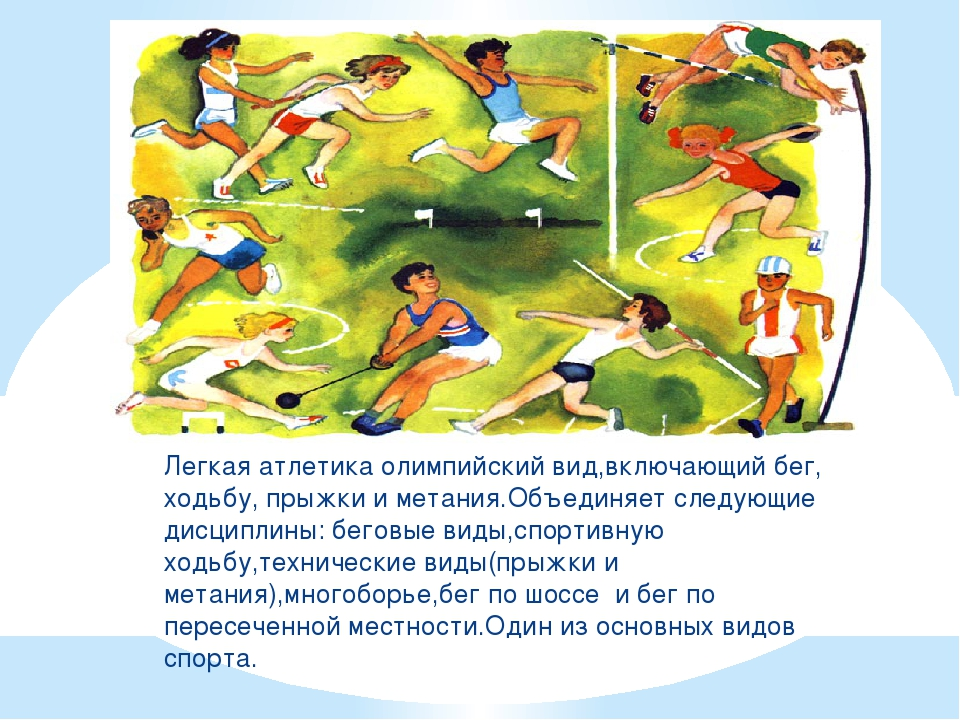 Легкая атлетика олимпийский вид,включающий бег,
ходьбу, прыжки и метания.Объединяет следующие
дисциплины: беговые виды,спортивную
ходьбу,технические виды(прыжки и
метания),многоборье,бег по шоссе  и бег по
пересеченной местности.Один из основных видов
спорта.